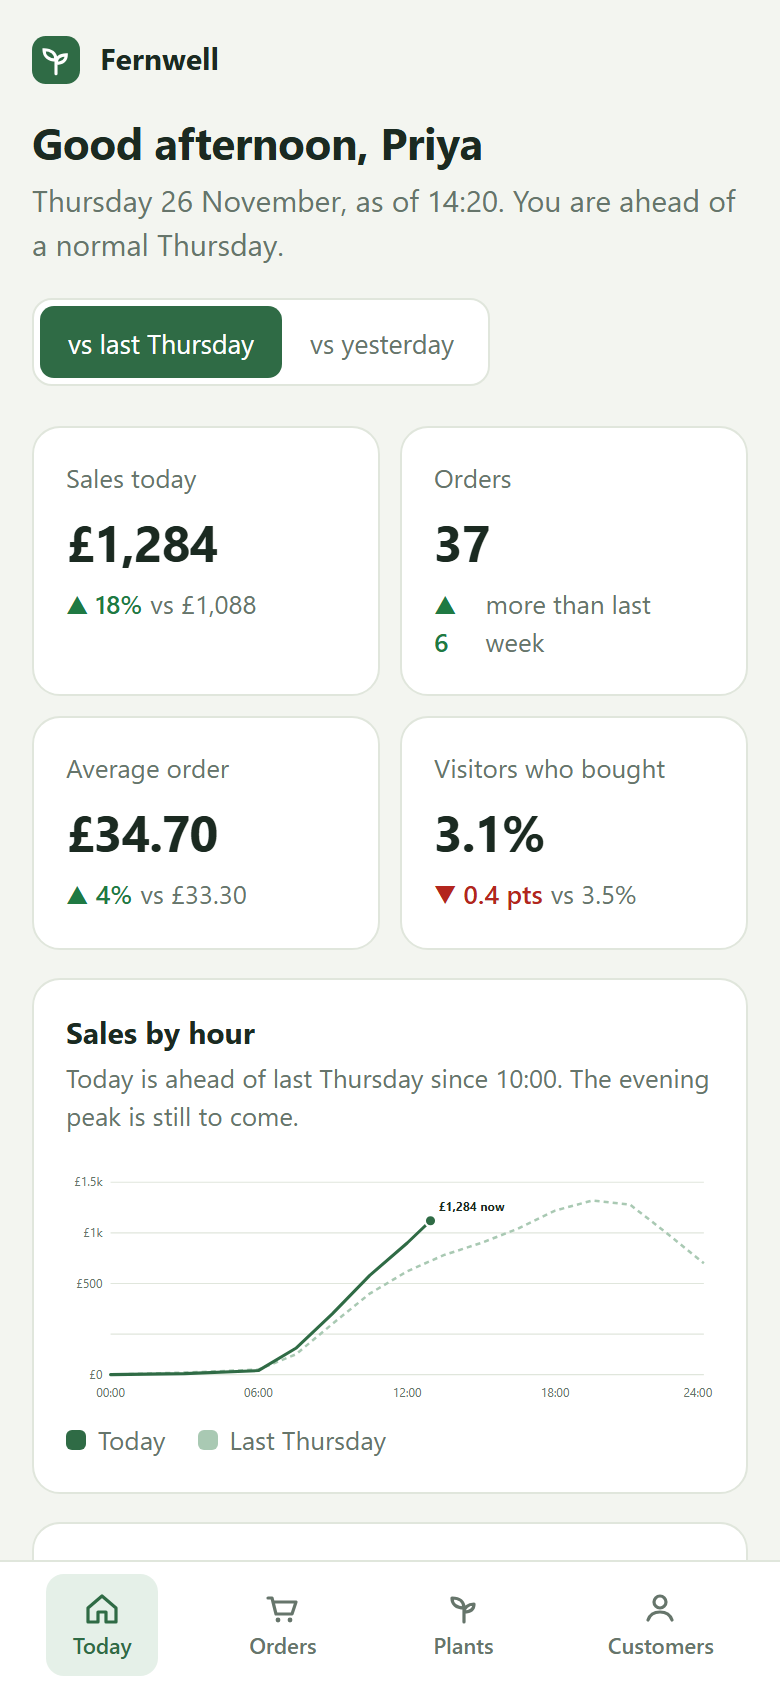 Fernwell
Good afternoon, Priya
Thursday 26 November, as of 14:20. You are ahead of
a normal Thursday.
vs last Thursday
vs yesterday
Sales today
£1,284
▲ 18% vs £1,088
Orders
37
▲ 6 more than last
week
Average order
£34.70
▲ 4% vs £33.30
Visitors who bought
3.1%
▼ 0.4 pts vs 3.5%
Sales by hour
Today is ahead of last Thursday since 10:00. The evening
peak is still to come.
£1.5k
£1k
£500
£0
£1,284 now
00:00
06:00
12:00
18:00
24:00
Today
Last Thursday
Today
Orders
Plants
Customers